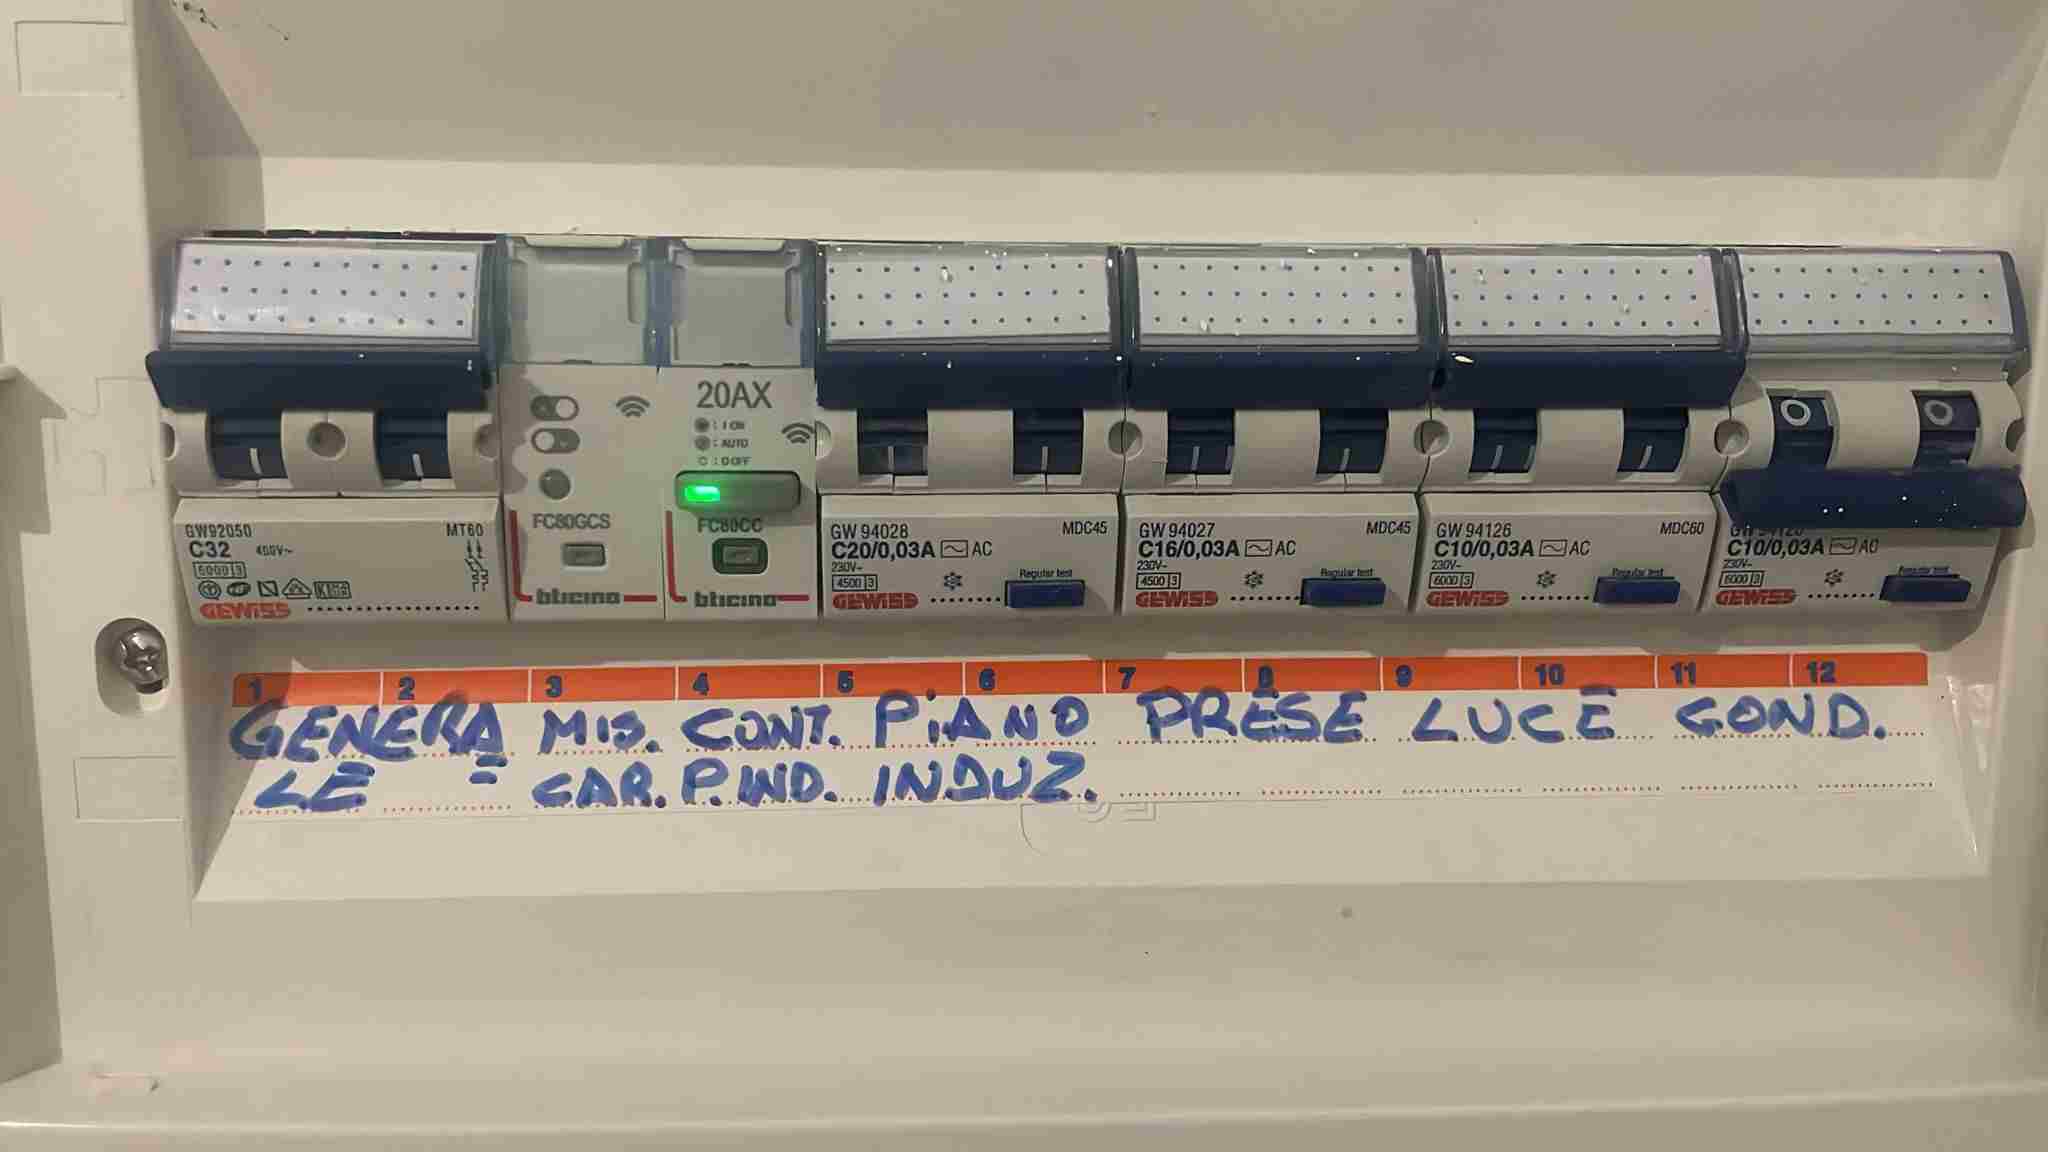 20AX
: I ON
: AUTO
: O OFF
GW92050 MT60
C32 400V~
6000 3
GEWISS
FC80GCS
bticino
FC80CC
bticino
GW 94028 MDC45
C20/0,03A AC
230V~
4500 3
Regular test
GEWISS
GW 94027 MDC45
C16/0,03A AC
230V~
4500 3
Regular test
GEWISS
GW 94126 MDC60
C10/0,03A AC
230V~
6000 3
Regular test
GEWISS
C10/0,03A AC
230V~
6000 3
Regular test
GEWISS
1 2 3 4 5 6 7 8 9 10 11 12
GENERA MIS. CONT. PIANO PRESE LUCE COND.
LE = CAR. P.IND. INDUZ.